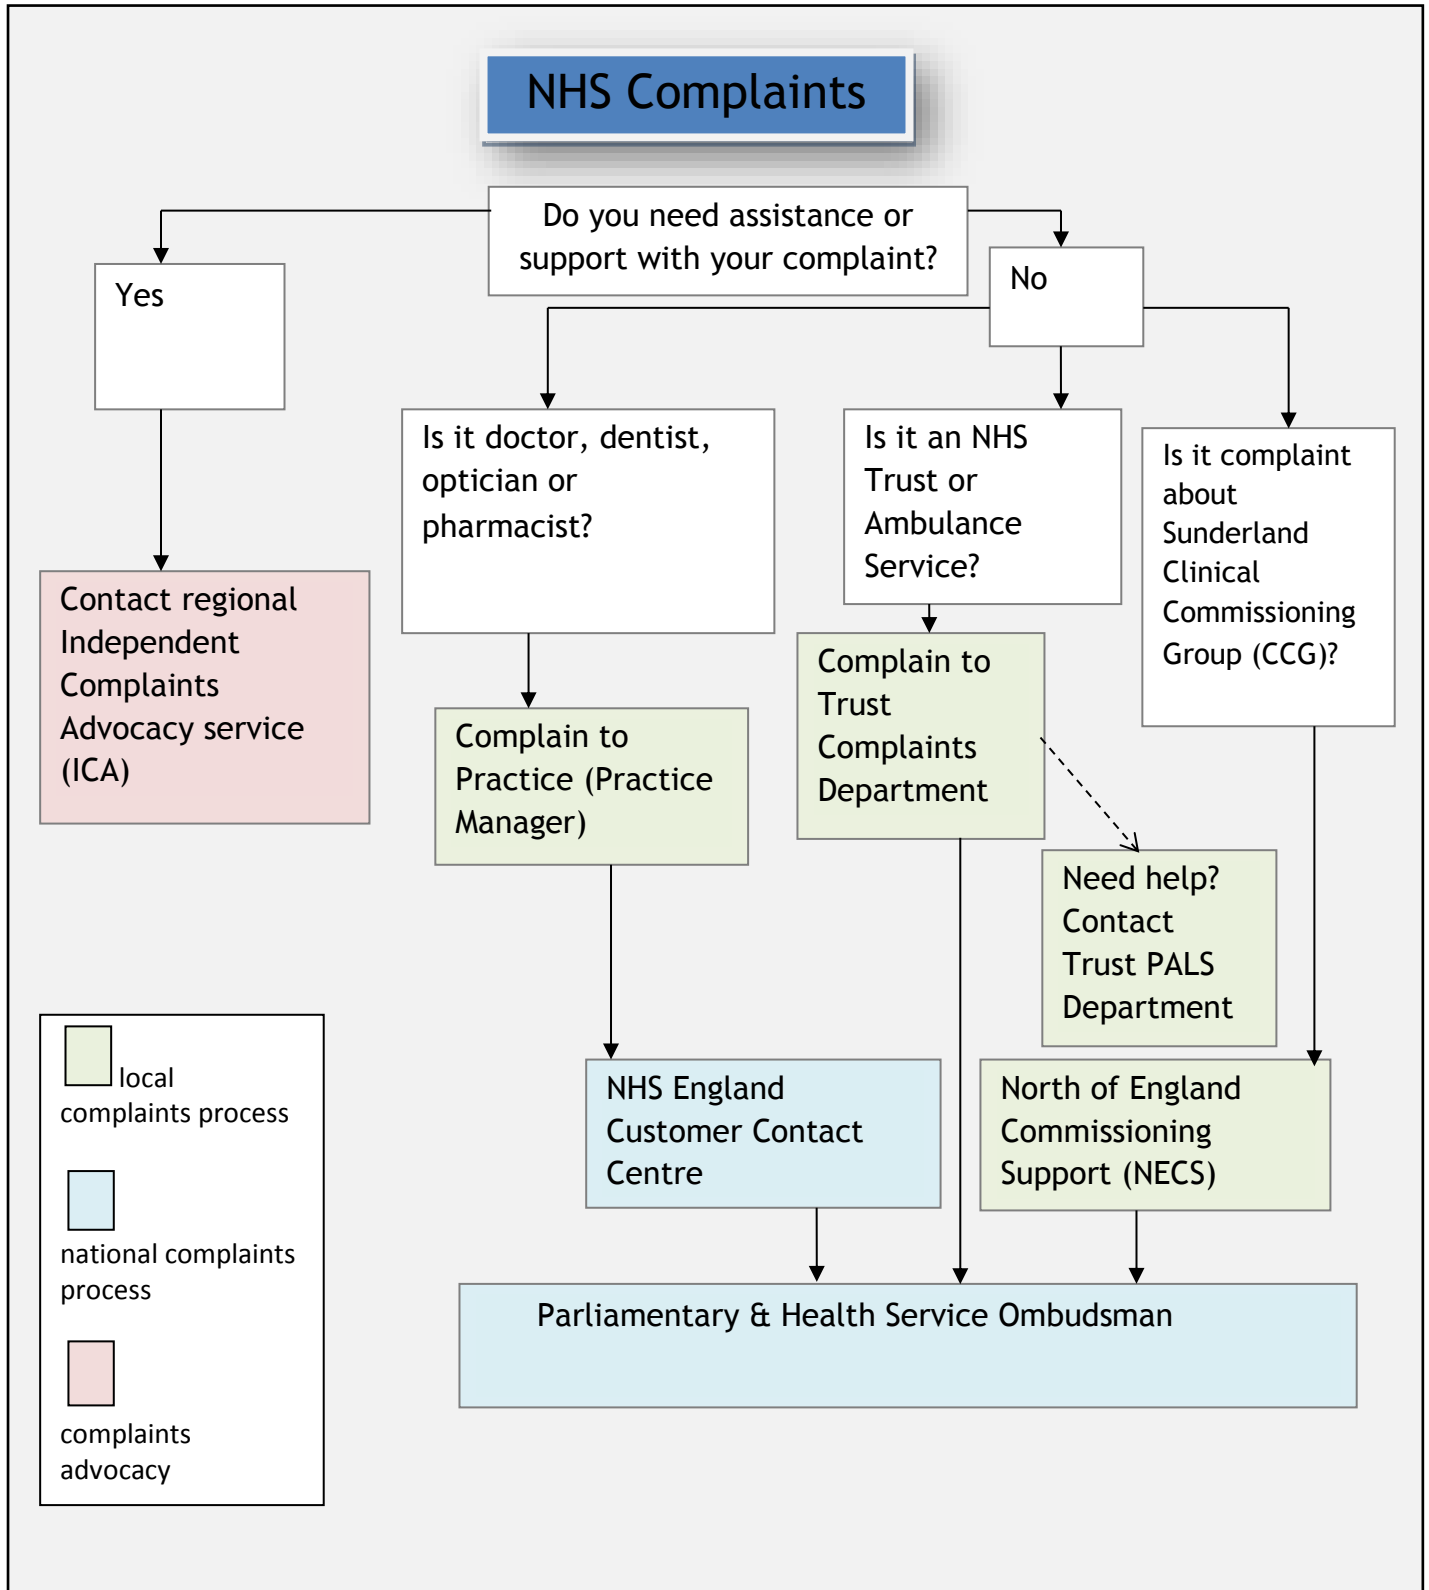 NHS Complaints
Do you need assistance or
support with your complaint?
Yes
No
Is it doctor, dentist,
optician or
pharmacist?
Is it an NHS
Trust or
Ambulance
Service?
Is it complaint
about
Sunderland
Clinical
Commissioning
Group (CCG)?
Contact regional
Independent
Complaints
Advocacy service
(ICA)
Complain to
Practice (Practice
Manager)
Complain to
Trust
Complaints
Department
Need help?
Contact
Trust PALS
Department
NHS England
Customer Contact
Centre
North of England
Commissioning
Support (NECS)
Parliamentary & Health Service Ombudsman
local
complaints process
national complaints
process
complaints
advocacy